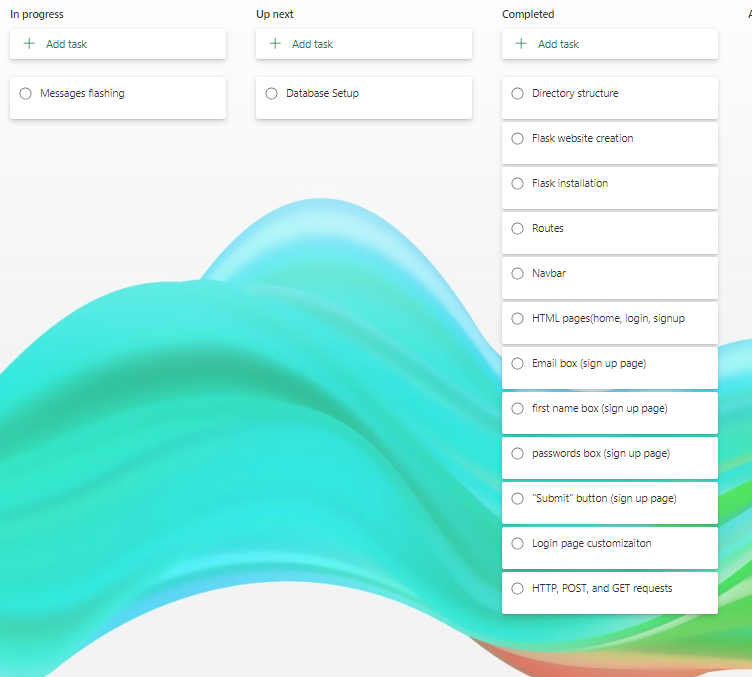 In progress
Up next
Completed
Add task
Add task
Add task
Messages flashing
Database Setup
Directory structure
Flask website creation
Flask installation
Routes
Navbar
HTML pages(home, login, signup
Email box (sign up page)
first name box (sign up page)
passwords box (sign up page)
"Submit" button (sign up page)
Login page customizaiton
HTTP, POST, and GET requests